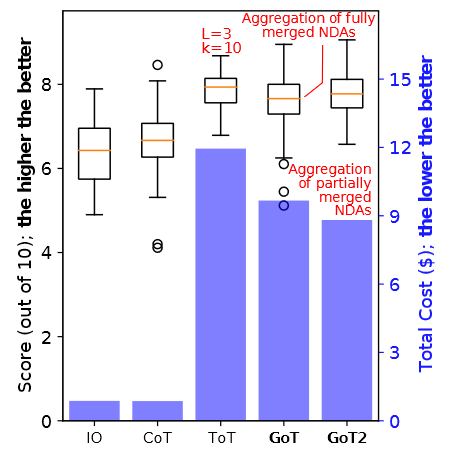 Aggregation of fully
merged NDAs
L=3
k=10
Aggregation
of partially
merged
NDAs
Score (out of 10); the higher the better
8
6
4
2
0
Total Cost ($); the lower the better
15
12
9
6
3
0
IO CoT ToT GoT GoT2